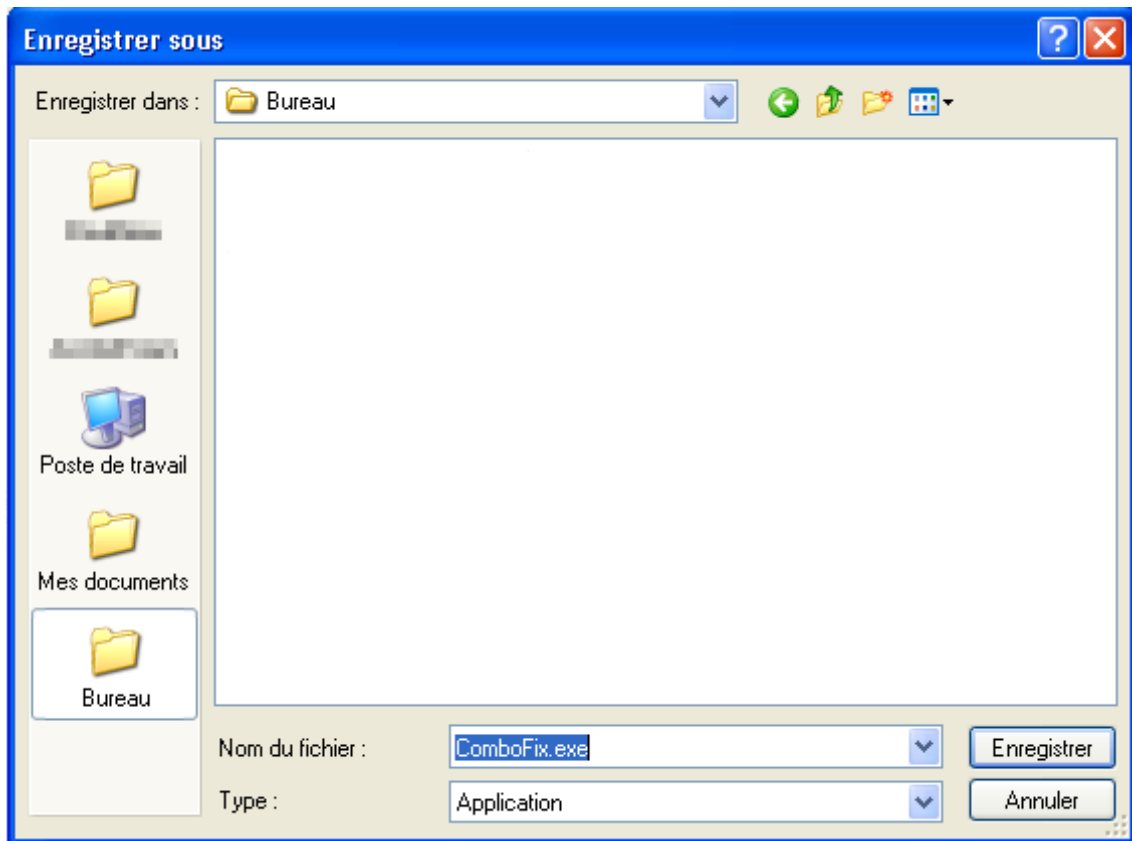 Enregistrer sous
Enregistrer dans :
Bureau
Poste de travail
Mes documents
Bureau
Nom du fichier :
ComboFix.exe
Enregistrer
Type :
Application
Annuler